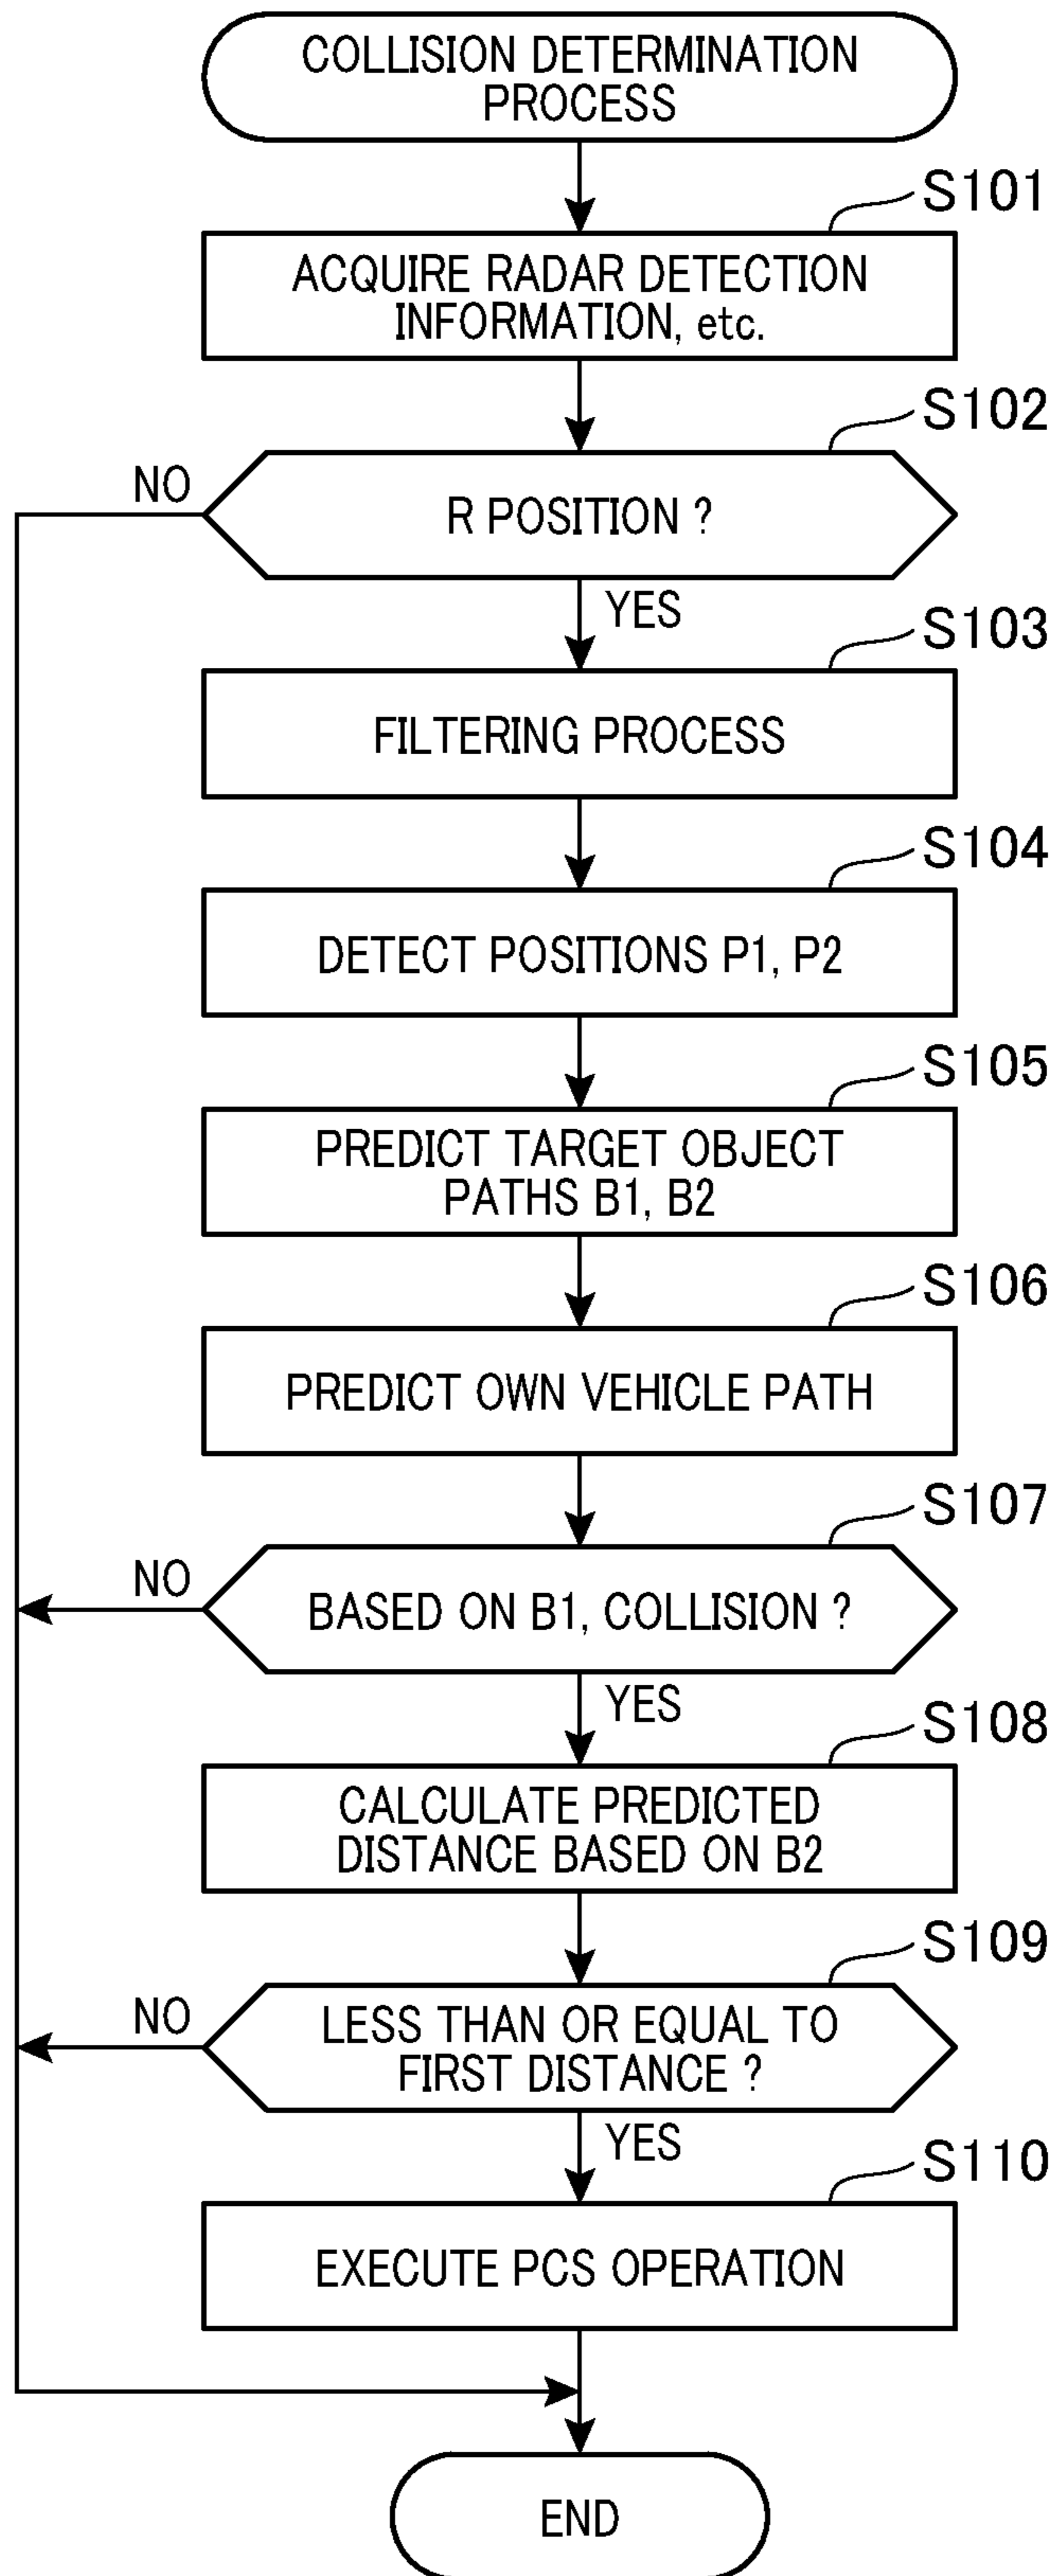 COLLISION DETERMINATION
PROCESS
S101
ACQUIRE RADAR DETECTION
INFORMATION, etc.
S102
NO
R POSITION ?
YES
S103
FILTERING PROCESS
S104
DETECT POSITIONS P1, P2
S105
PREDICT TARGET OBJECT
PATHS B1, B2
S106
PREDICT OWN VEHICLE PATH
S107
NO
BASED ON B1, COLLISION ?
YES
S108
CALCULATE PREDICTED
DISTANCE BASED ON B2
S109
NO
LESS THAN OR EQUAL TO
FIRST DISTANCE ?
YES
S110
EXECUTE PCS OPERATION
END